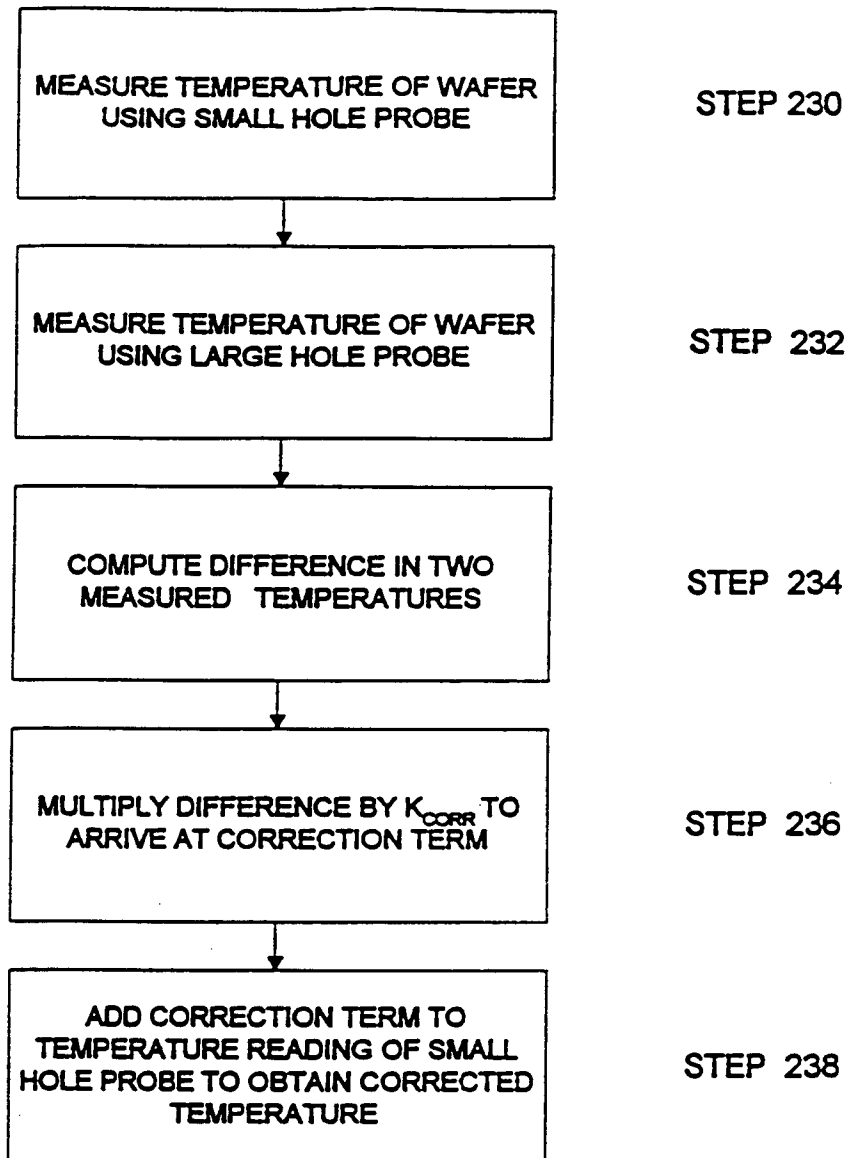 MEASURE TEMPERATURE OF WAFER
USING SMALL HOLE PROBE
STEP 230
MEASURE TEMPERATURE OF WAFER
USING LARGE HOLE PROBE
STEP 232
COMPUTE DIFFERENCE IN TWO
MEASURED TEMPERATURES
STEP 234
MULTIPLY DIFFERENCE BY KCORR TO
ARRIVE AT CORRECTION TERM
STEP 236
ADD CORRECTION TERM TO
TEMPERATURE READING OF SMALL
HOLE PROBE TO OBTAIN CORRECTED
TEMPERATURE
STEP 238